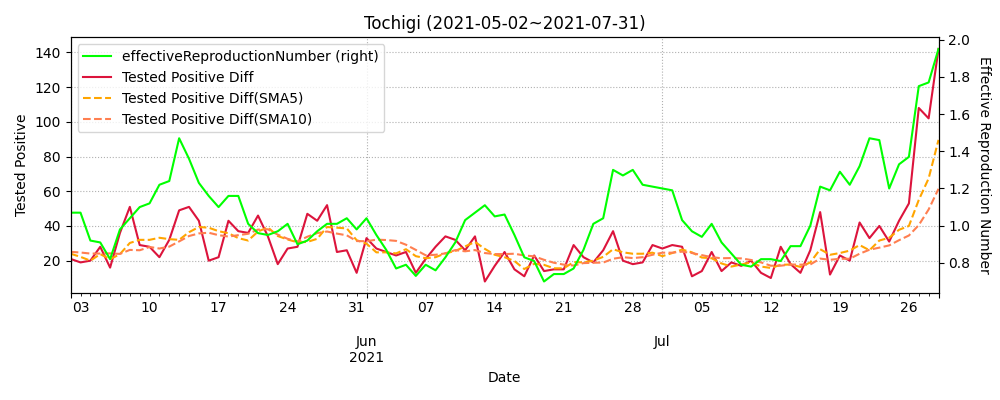 Tochigi (2021-05-02~2021-07-31)
effectiveReproductionNumber (right)
Tested Positive Diff
Tested Positive Diff(SMA5)
Tested Positive Diff(SMA10)
Tested Positive
140
120
100
80
60
40
20
2.0
1.8
1.6
1.4
1.2
1.0
0.8
Effective Reproduction Number
03 10 17 24 31 07 14 21 28 05 12 19 26
Jun Jul
2021
Date